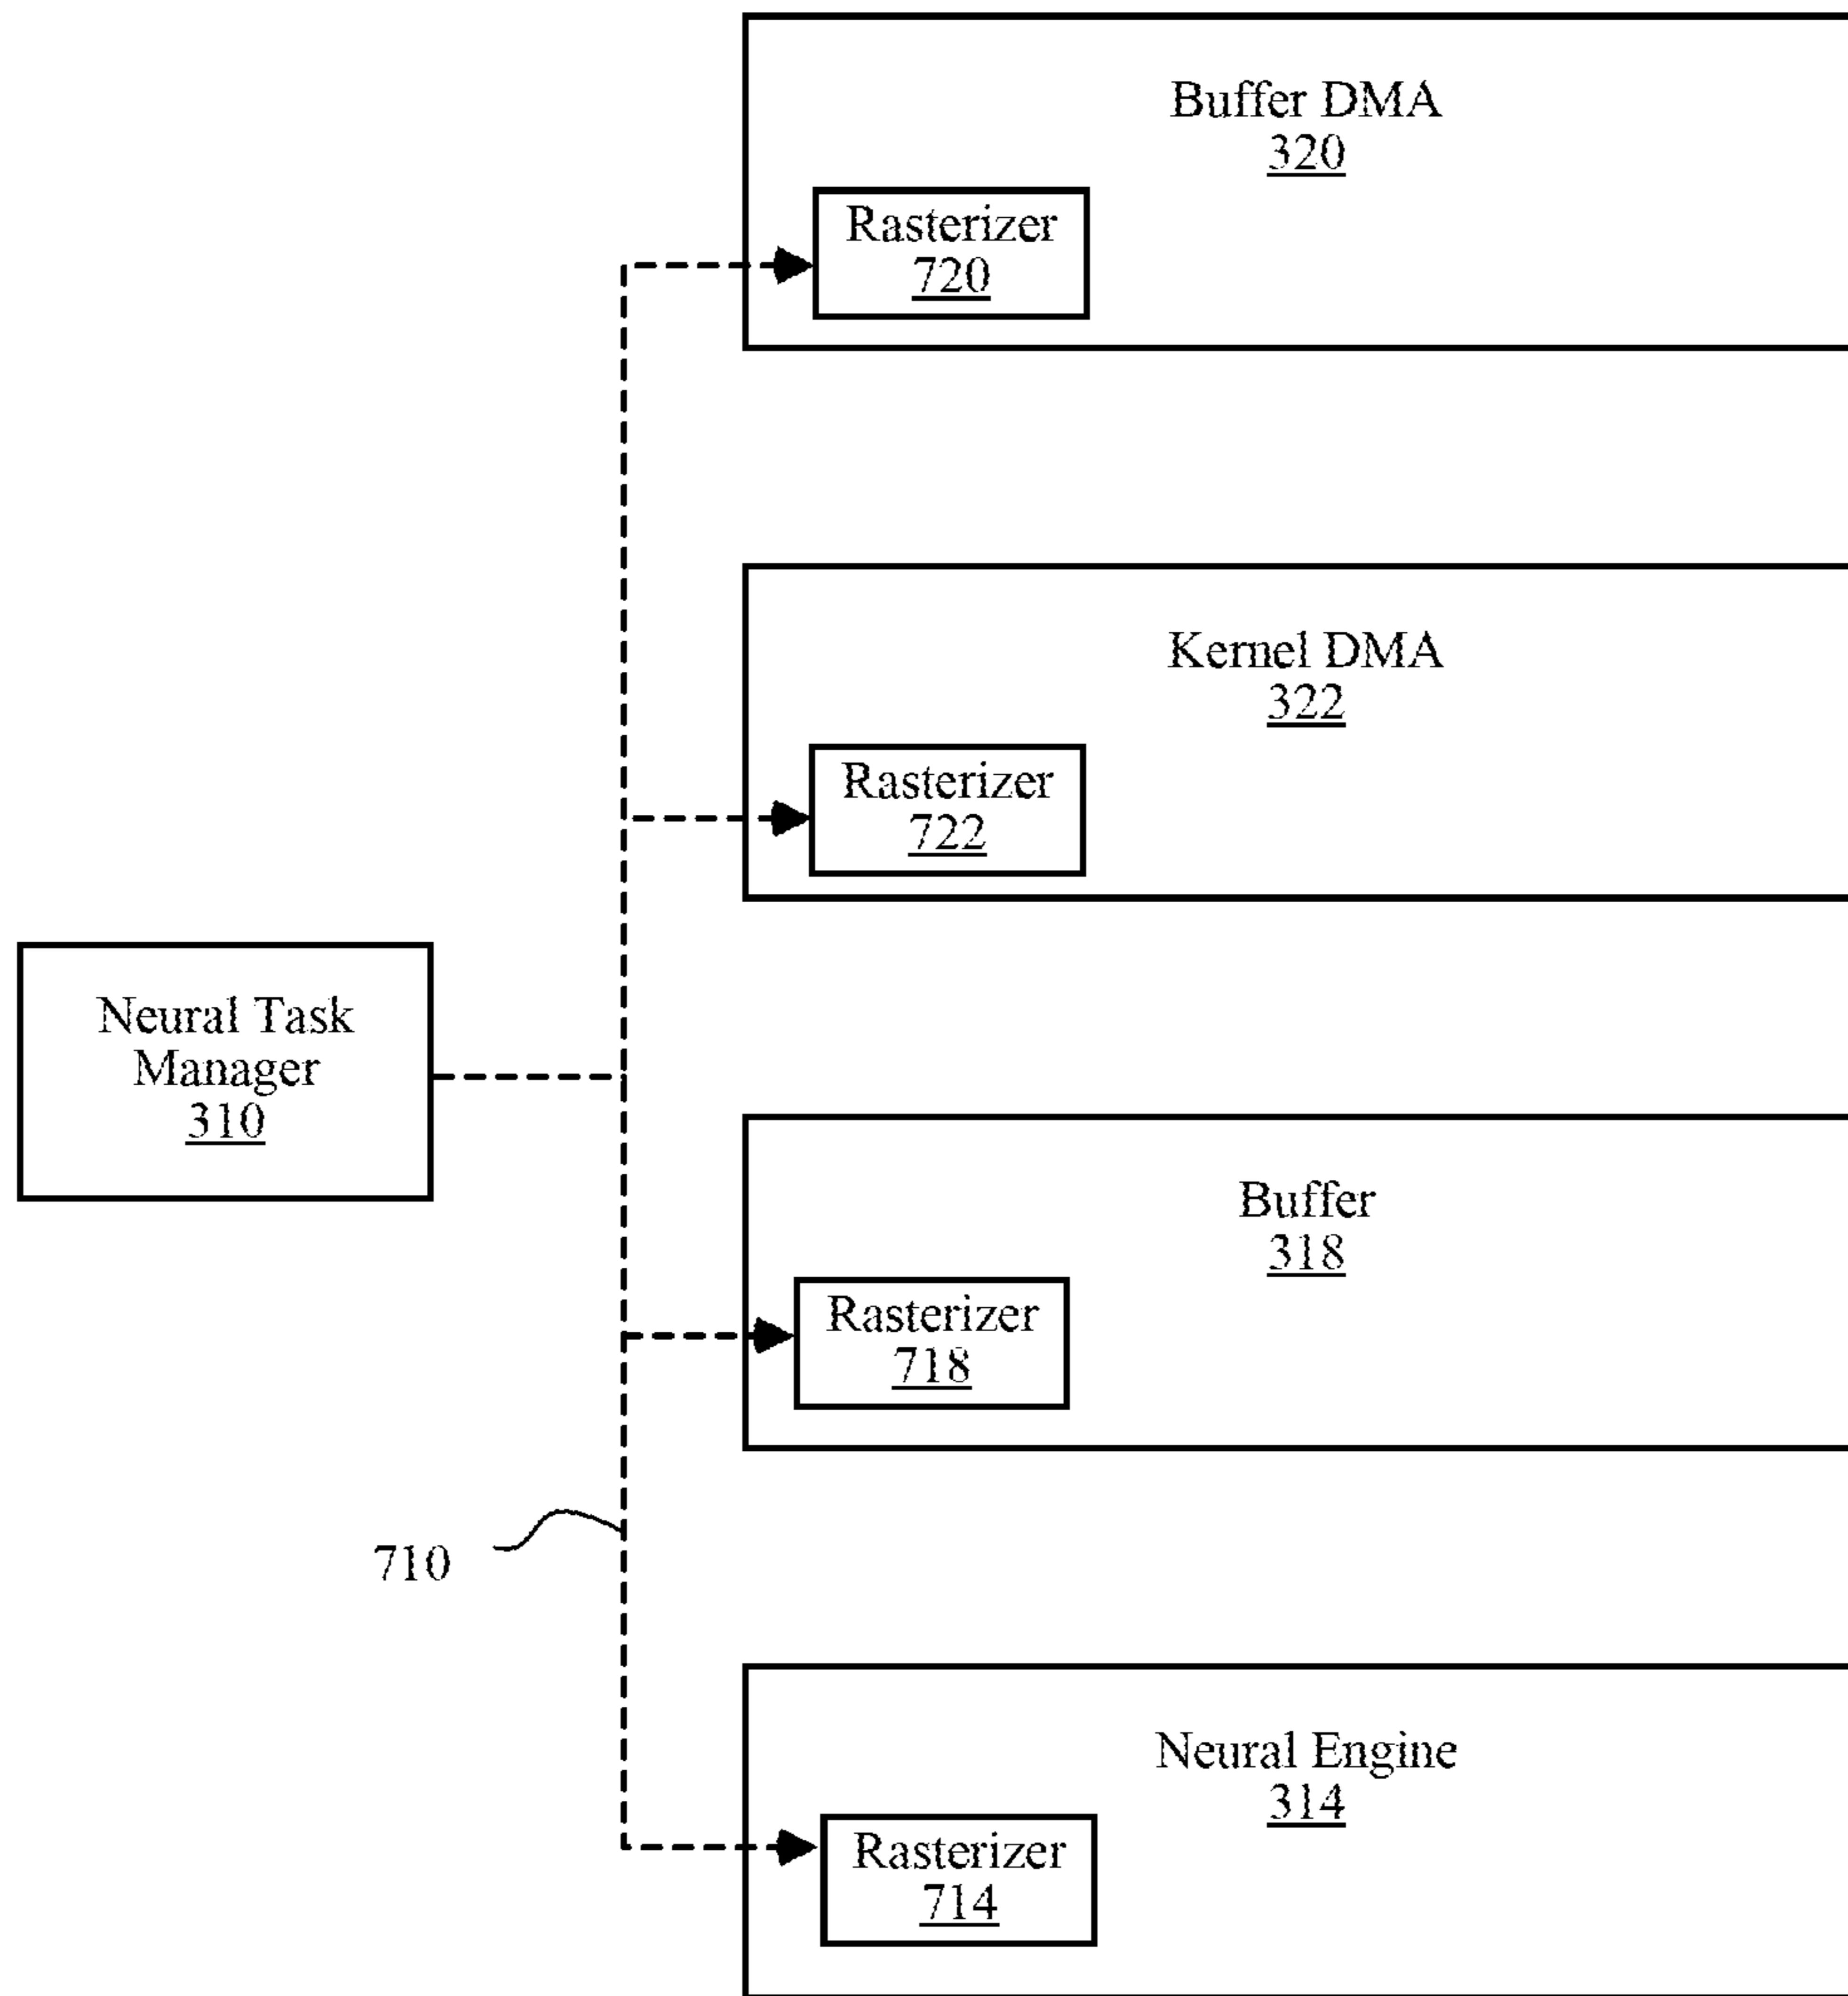 Buffer DMA
320
Rasterizer
720
Kernel DMA
322
Rasterizer
722
Neural Task
Manager
310
Buffer
318
Rasterizer
718
710
Neural Engine
314
Rasterizer
714